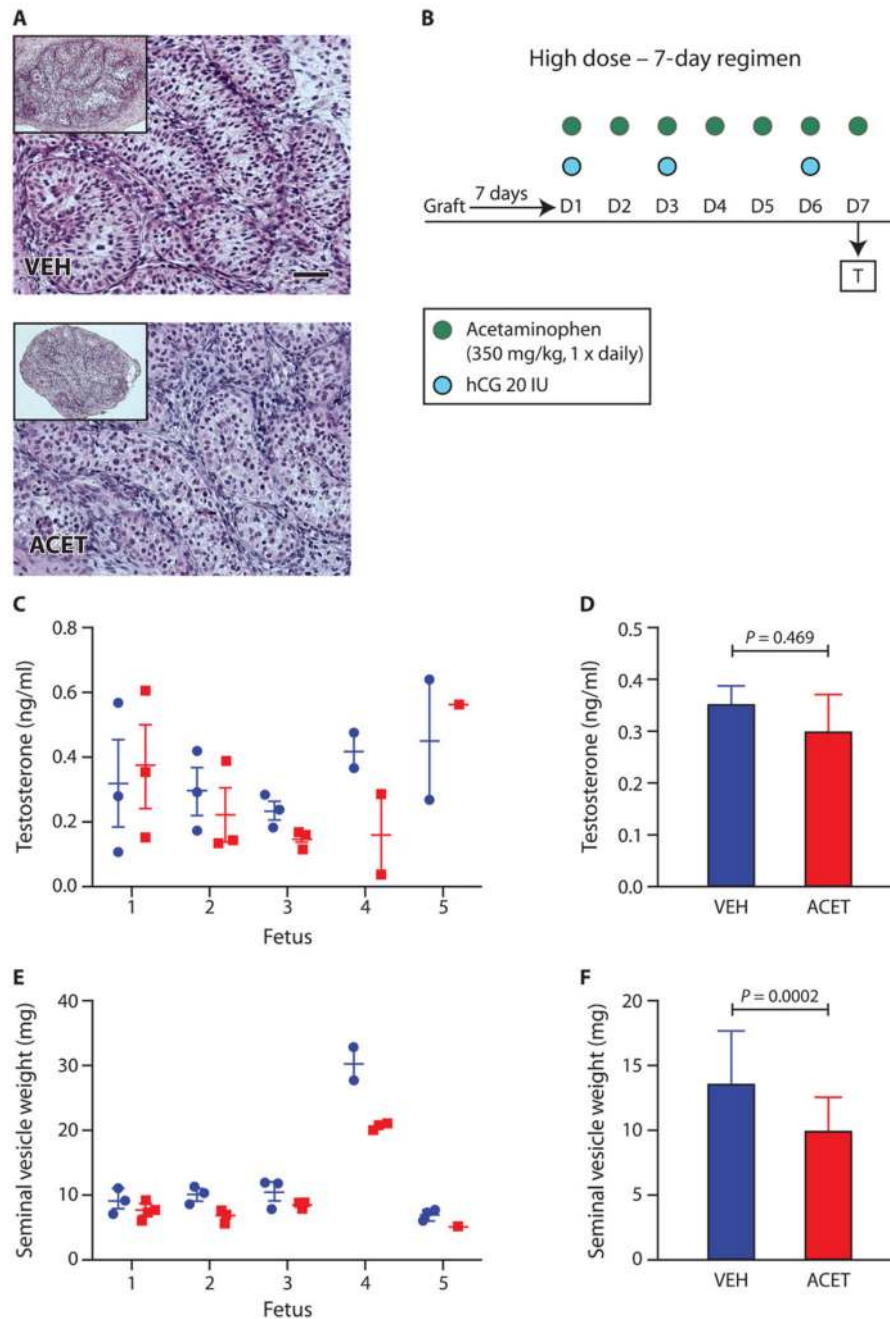 A
VEH
ACET
B
High dose – 7-day regimen
Graft 7 days D1 D2 D3 D4 D5 D6 D7
T
Acetaminophen
(350 mg/kg, 1 x daily)
hCG 20 IU
C
Testosterone (ng/ml)
0.8
0.6
0.4
0.2
0.0
1 2 3 4 5
Fetus
D
Testosterone (ng/ml)
0.5
0.4
0.3
0.2
0.1
0.0
P = 0.469
VEH ACET
E
Seminal vesicle weight (mg)
40
30
20
10
0
1 2 3 4 5
Fetus
F
Seminal vesicle weight (mg)
20
15
10
5
0
P = 0.0002
VEH ACET